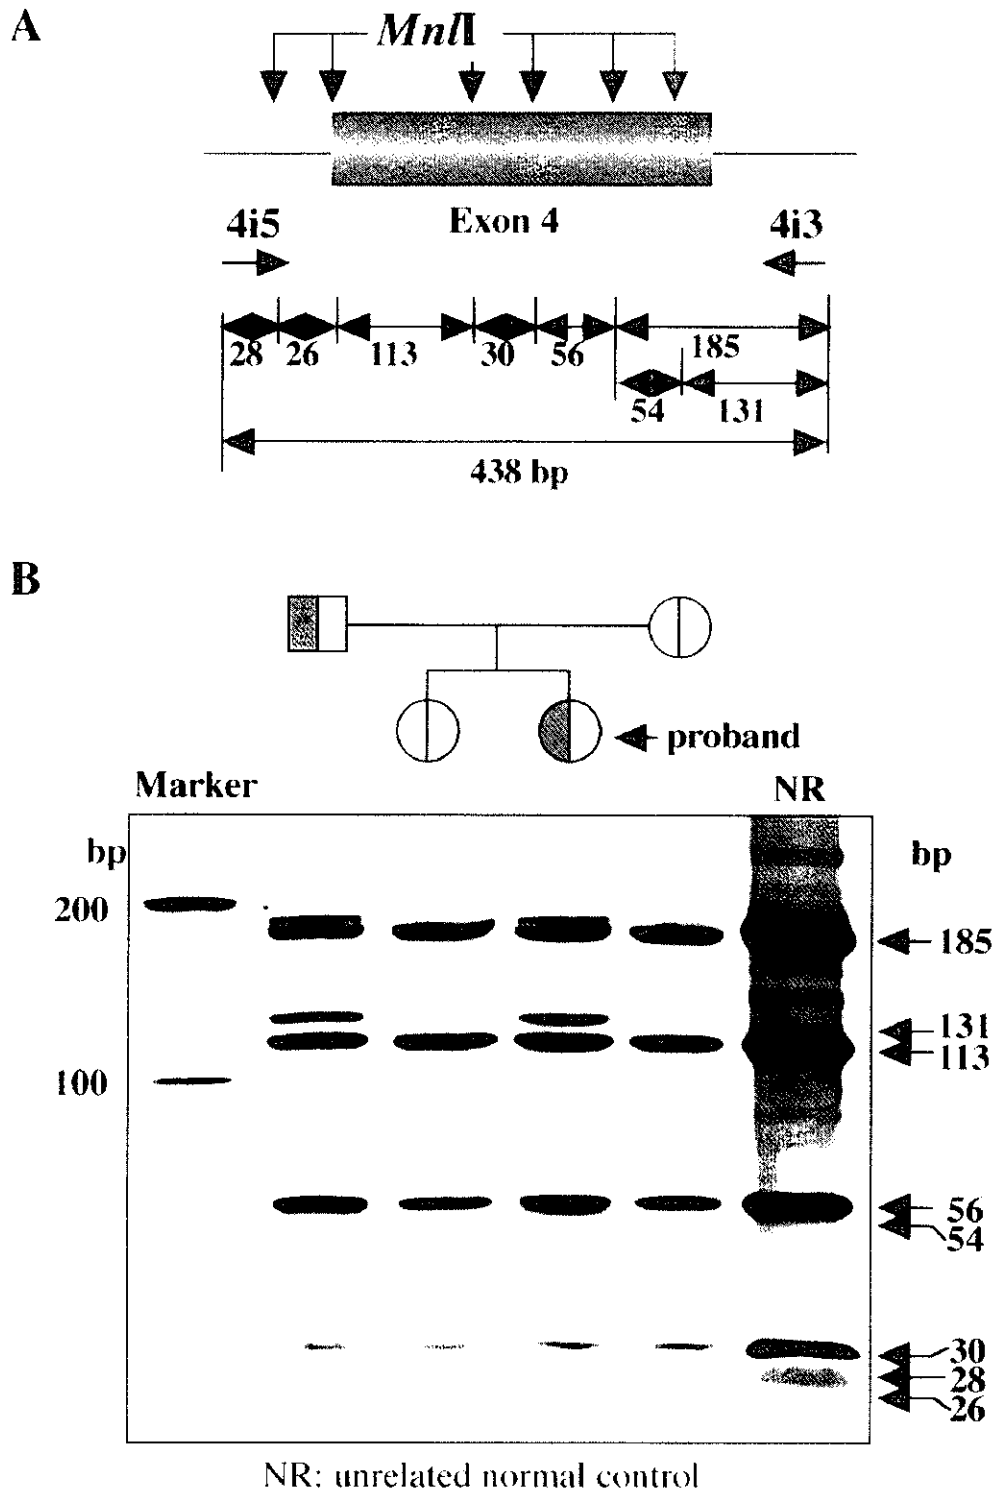 A
MnlI
Exon 4
4i5
4i3
28 26 113 30 56 185
54 131
438 bp
B
proband
Marker
NR
bp
bp
200
185
131
113
100
56
54
30
28
26
NR: unrelated normal control